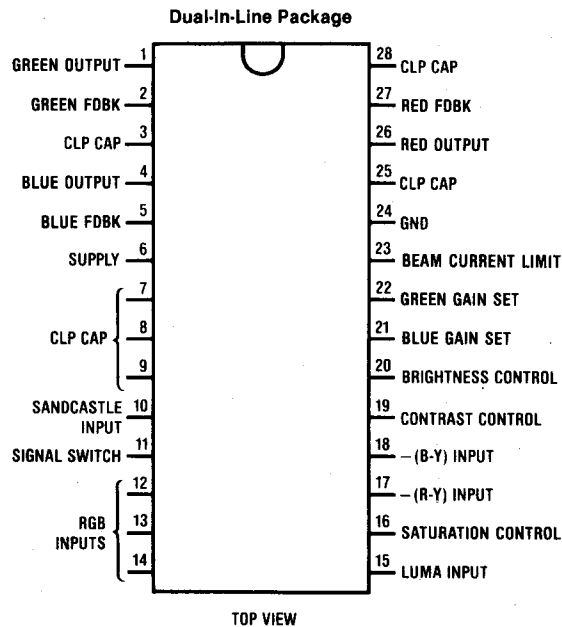 Dual-In-Line Package
GREEN OUTPUT 1
GREEN FDBK 2
CLP CAP 3
BLUE OUTPUT 4
BLUE FDBK 5
SUPPLY 6
7
CLP CAP 8
9
SANDCASTLE
INPUT 10
SIGNAL SWITCH 11
12
RGB
INPUTS 13
14
28 CLP CAP
27 RED FDBK
26 RED OUTPUT
25 CLP CAP
24 GND
23 BEAM CURRENT LIMIT
22 GREEN GAIN SET
21 BLUE GAIN SET
20 BRIGHTNESS CONTROL
19 CONTRAST CONTROL
18 –(B-Y) INPUT
17 –(R-Y) INPUT
16 SATURATION CONTROL
15 LUMA INPUT
TOP VIEW